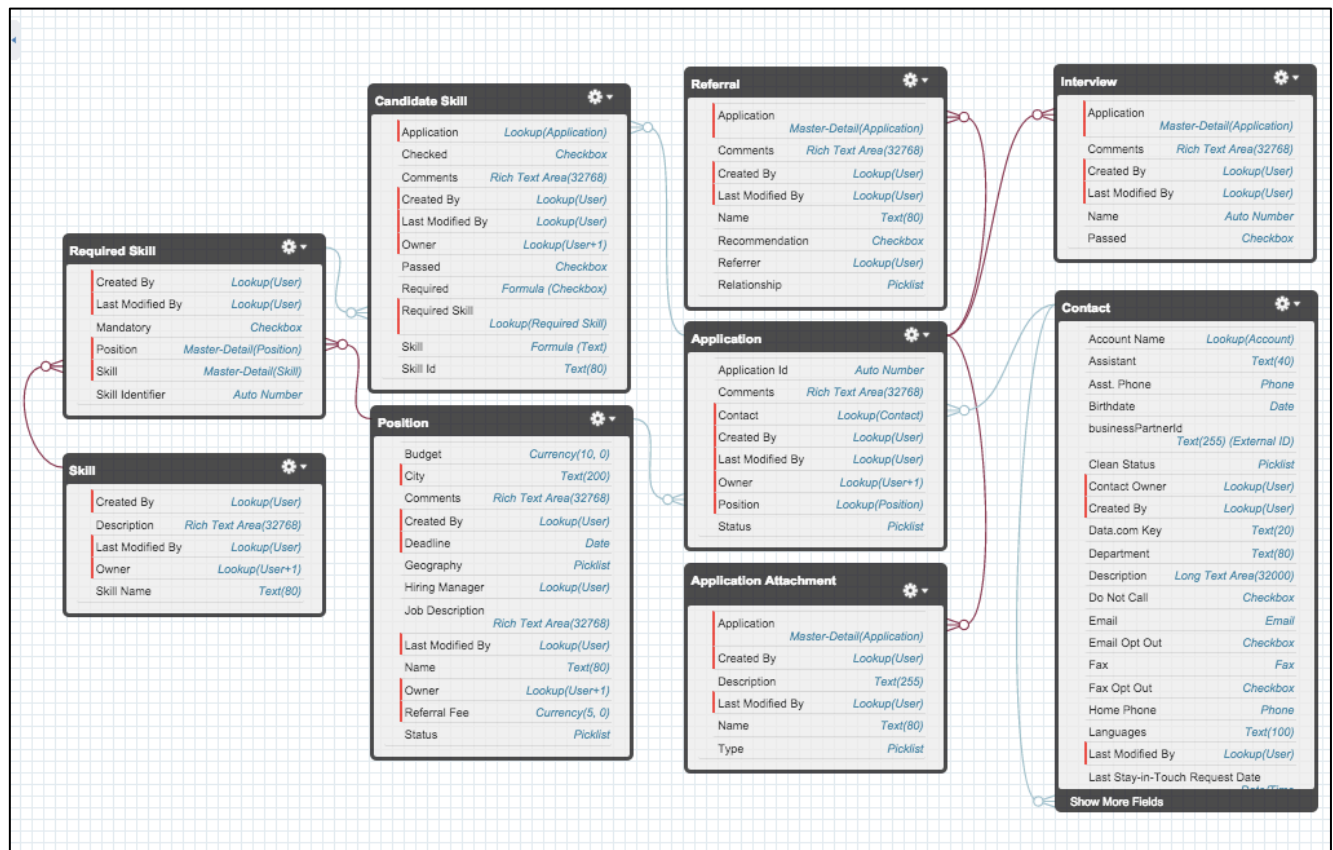 Required Skill
Created By Lookup(User)
Last Modified By Lookup(User)
Mandatory Checkbox
Position Master-Detail(Position)
Skill Master-Detail(Skill)
Skill Identifier Auto Number
Skill
Created By Lookup(User)
Description Rich Text Area(32768)
Last Modified By Lookup(User)
Owner Lookup(User+1)
Skill Name Text(80)
Candidate Skill
Application Lookup(Application)
Checked Checkbox
Comments Rich Text Area(32768)
Created By Lookup(User)
Last Modified By Lookup(User)
Owner Lookup(User+1)
Passed Checkbox
Required Formula (Checkbox)
Required Skill
Lookup(Required Skill)
Skill Formula (Text)
Skill Id Text(80)
Position
Budget Currency(10, 0)
City Text(200)
Comments Rich Text Area(32768)
Created By Lookup(User)
Deadline Date
Geography Picklist
Hiring Manager Lookup(User)
Job Description
Rich Text Area(32768)
Last Modified By Lookup(User)
Name Text(80)
Owner Lookup(User+1)
Referral Fee Currency(5, 0)
Status Picklist
Referral
Application
Master-Detail(Application)
Comments Rich Text Area(32768)
Created By Lookup(User)
Last Modified By Lookup(User)
Name Text(80)
Recommendation Checkbox
Referrer Lookup(User)
Relationship Picklist
Application
Application Id Auto Number
Comments Rich Text Area(32768)
Contact Lookup(Contact)
Created By Lookup(User)
Last Modified By Lookup(User)
Owner Lookup(User+1)
Position Lookup(Position)
Status Picklist
Application Attachment
Application
Master-Detail(Application)
Created By Lookup(User)
Description Text(255)
Last Modified By Lookup(User)
Name Text(80)
Type Picklist
Interview
Application
Master-Detail(Application)
Comments Rich Text Area(32768)
Created By Lookup(User)
Last Modified By Lookup(User)
Name Auto Number
Passed Checkbox
Contact
Account Name Lookup(Account)
Assistant Text(40)
Asst. Phone Phone
Birthdate Date
businessPartnerId
Text(255) (External ID)
Clean Status Picklist
Contact Owner Lookup(User)
Created By Lookup(User)
Data.com Key Text(20)
Department Text(80)
Description Long Text Area(32000)
Do Not Call Checkbox
Email Email
Email Opt Out Checkbox
Fax Fax
Fax Opt Out Checkbox
Home Phone Phone
Languages Text(100)
Last Modified By Lookup(User)
Last Stay-in-Touch Request Date
Date/Time
Show More Fields